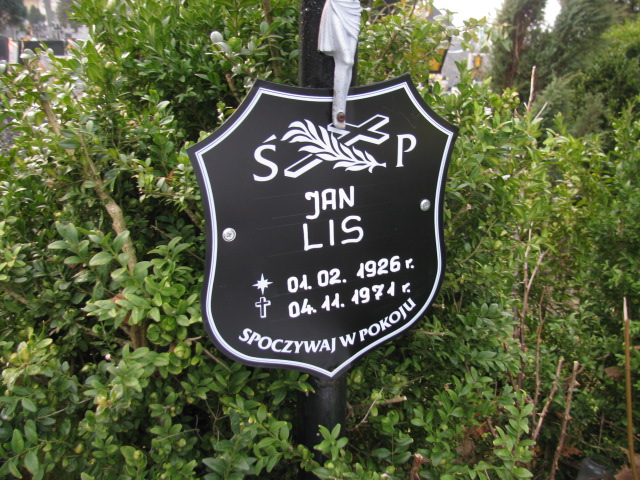 Ś P
JAN
LIS
01. 02. 1926 r.
04. 11. 1971 r.
SPOCZYWAJ W POKOJU